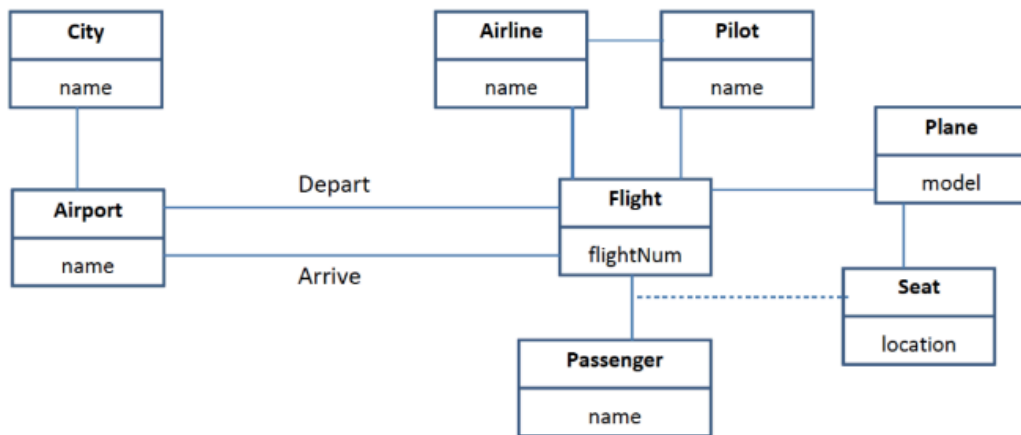 City
name
Airline
name
Pilot
name
Plane
model
Airport
name
Depart
Arrive
Flight
flightNum
Seat
location
Passenger
name